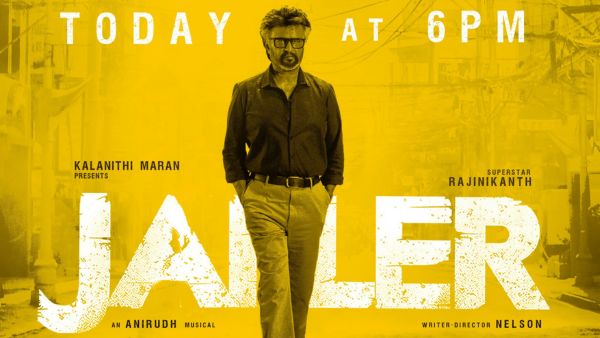 TODAY AT 6PM
KALANITHI MARAN
PRESENTS
SUPERSTAR
RAJINIKANTH
JAILER
AN ANIRUDH MUSICAL
WRITER-DIRECTOR NELSON